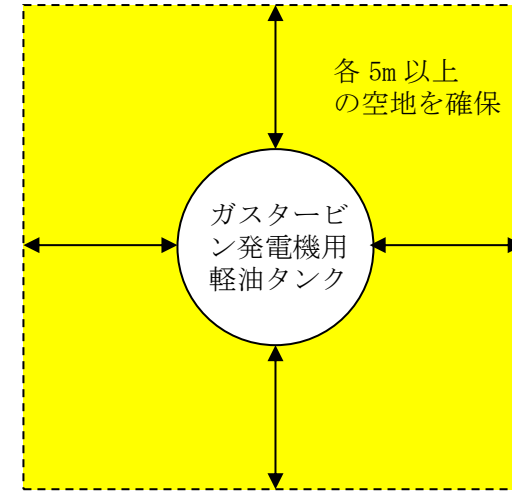 各 5m 以上
の空地を確保
ガスタービ
ン発電機用
軽油タンク